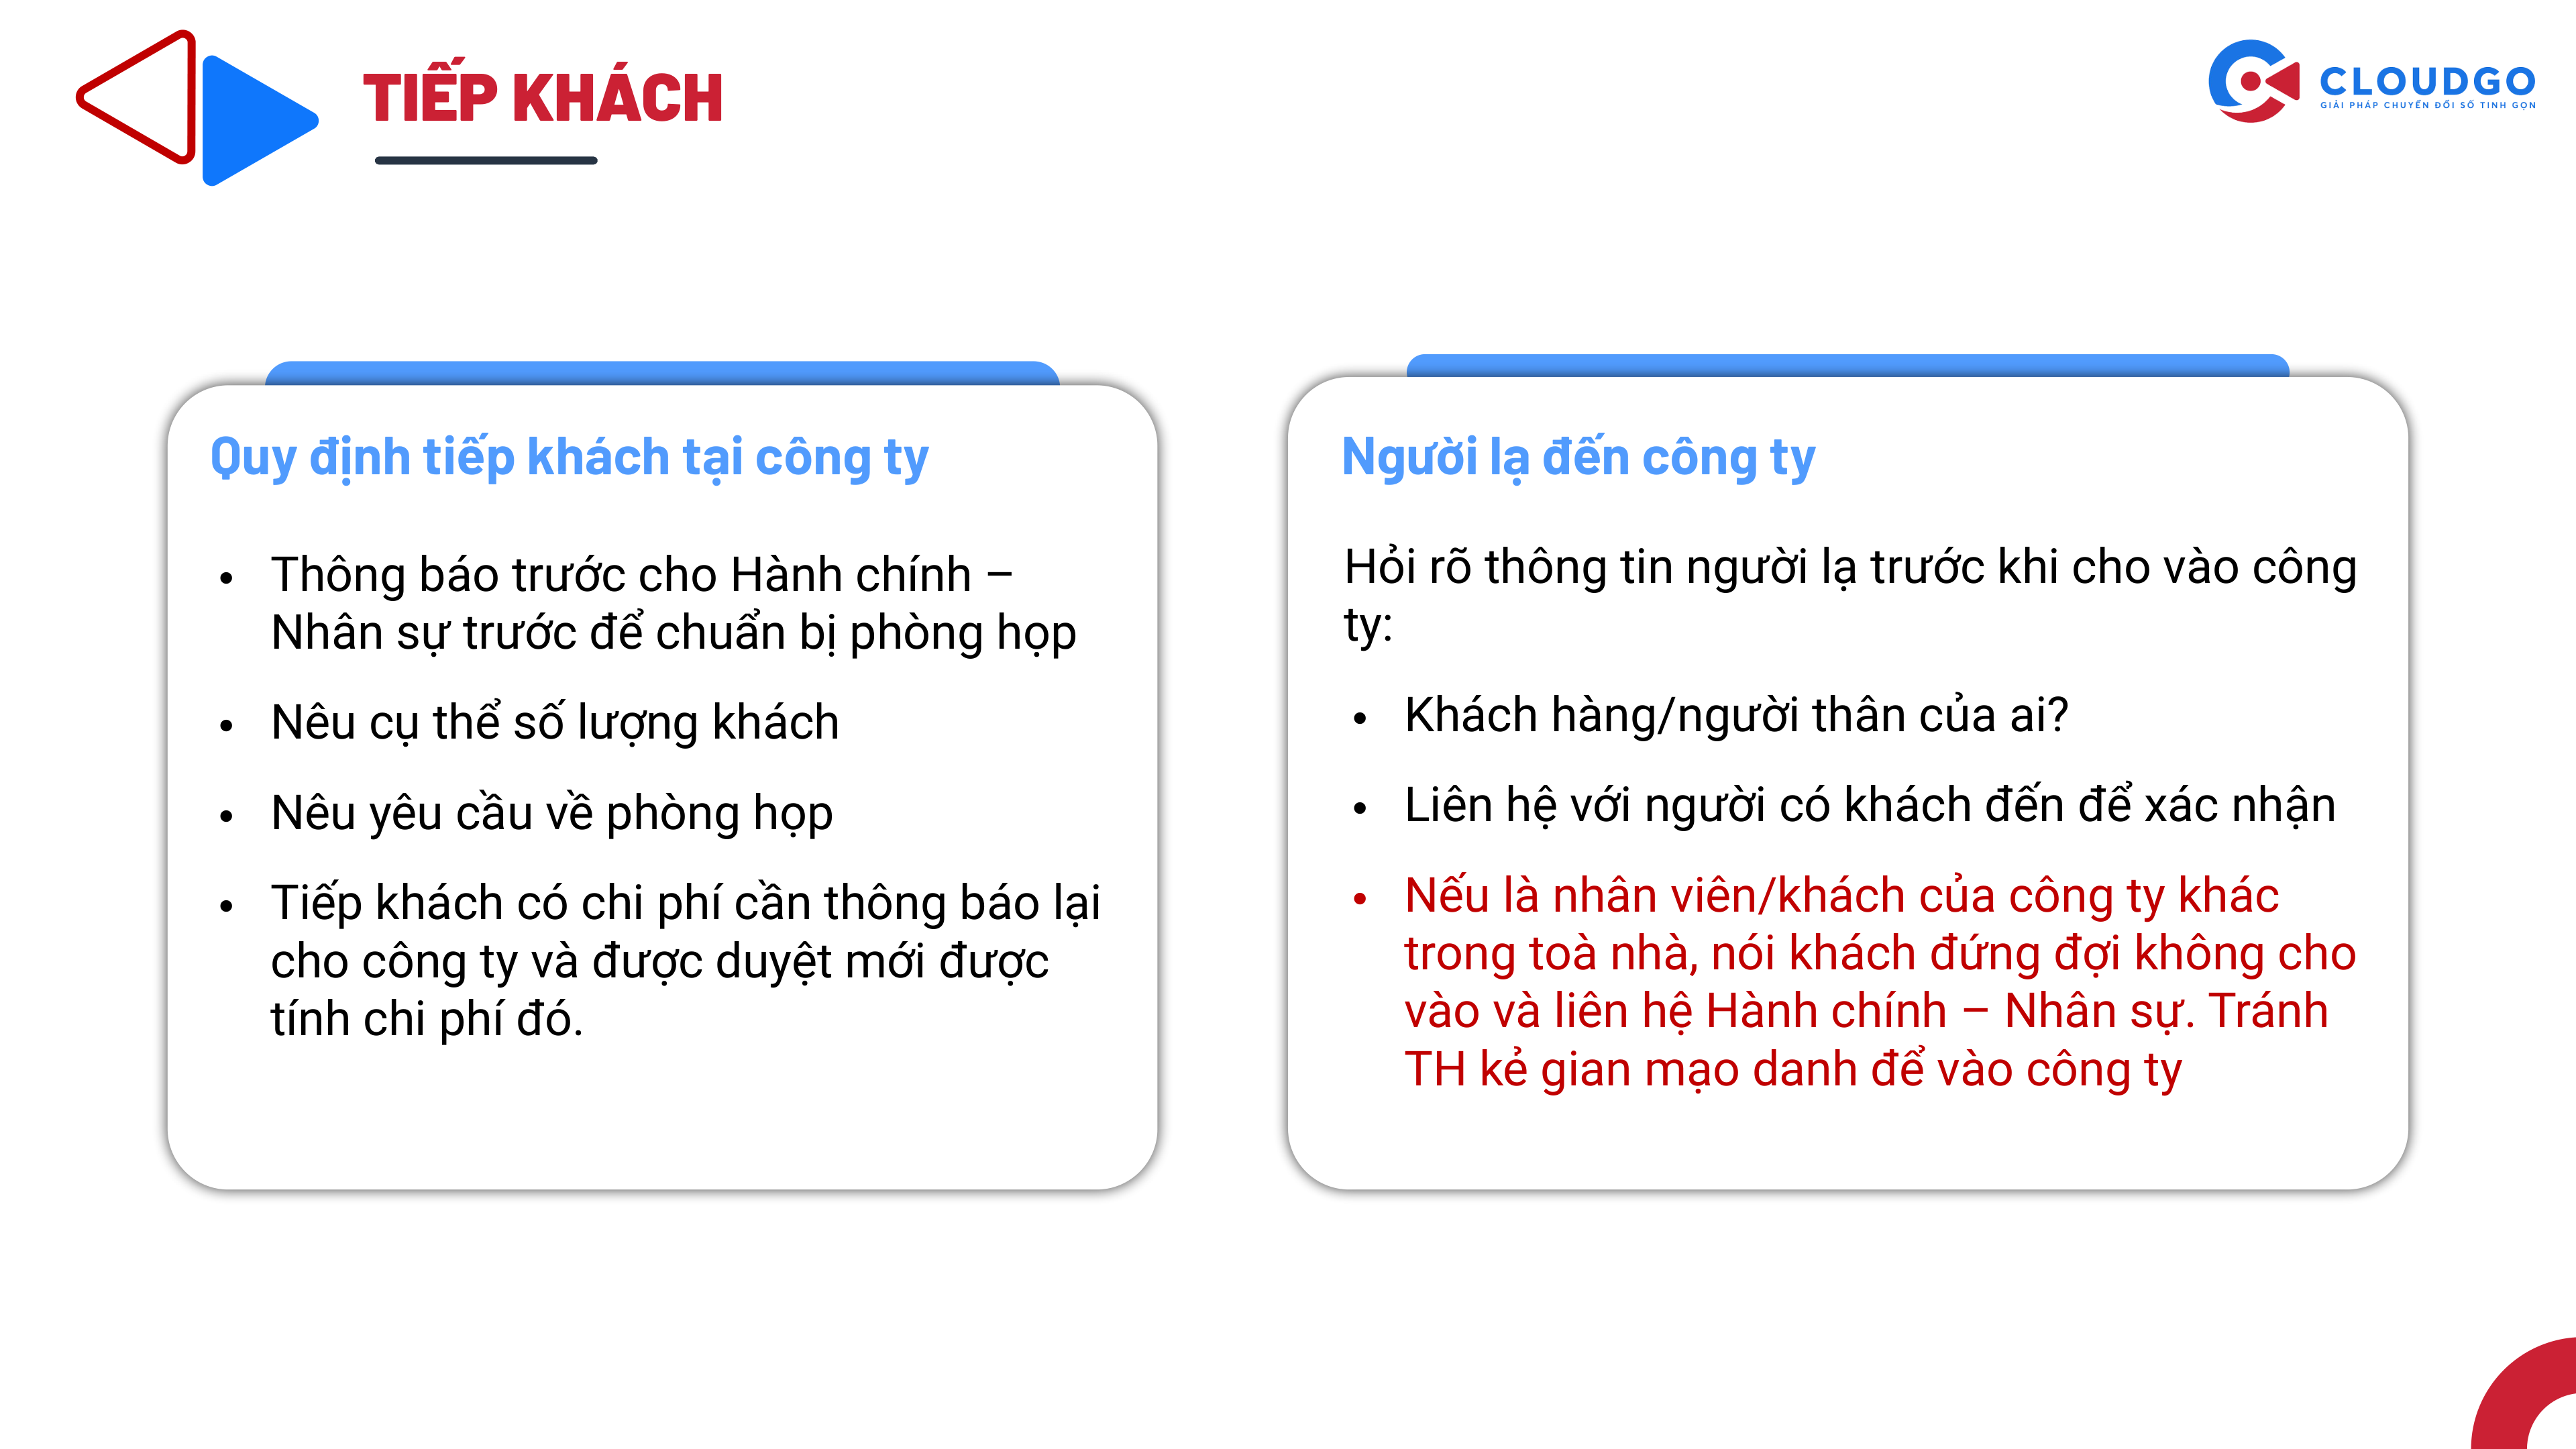 TIẾP KHÁCH
CLOUDGO
GIẢI PHÁP CHUYỂN ĐỔI SỐ TINH GỌN
Quy định tiếp khách tại công ty
• Thông báo trước cho Hành chính –
Nhân sự trước để chuẩn bị phòng họp
• Nêu cụ thể số lượng khách
• Nêu yêu cầu về phòng họp
• Tiếp khách có chi phí cần thông báo lại
cho công ty và được duyệt mới được
tính chi phí đó.
Người lạ đến công ty
Hỏi rõ thông tin người lạ trước khi cho vào công
ty:
• Khách hàng/người thân của ai?
• Liên hệ với người có khách đến để xác nhận
• Nếu là nhân viên/khách của công ty khác
trong toà nhà, nói khách đứng đợi không cho
vào và liên hệ Hành chính – Nhân sự. Tránh
TH kẻ gian mạo danh để vào công ty